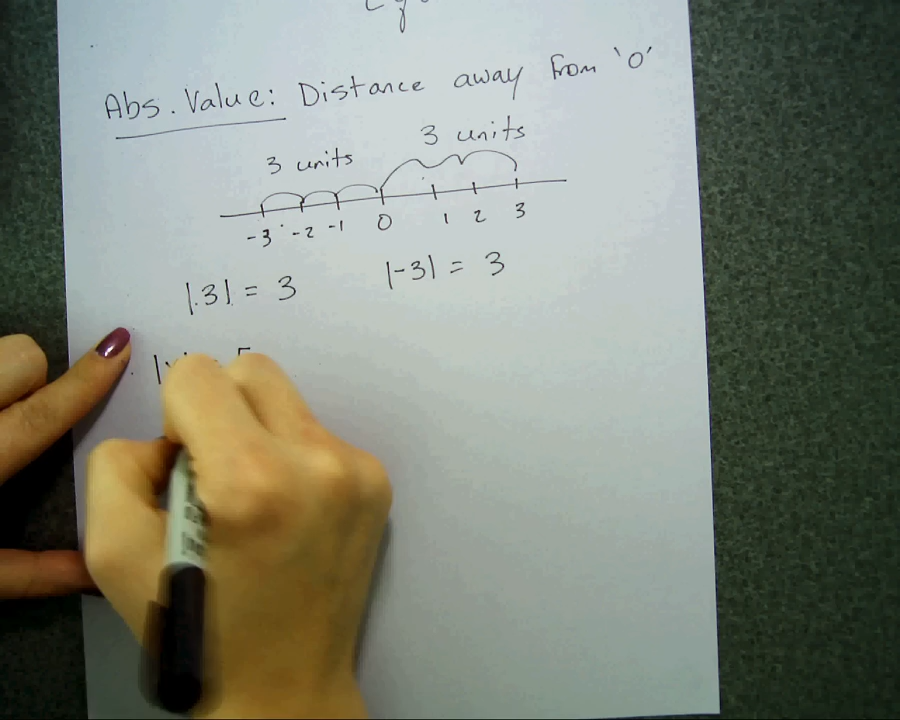 Abs. Value: Distance away from '0'
3 units 3 units
-3 -2 -1 0 1 2 3
|3| = 3 |-3| = 3